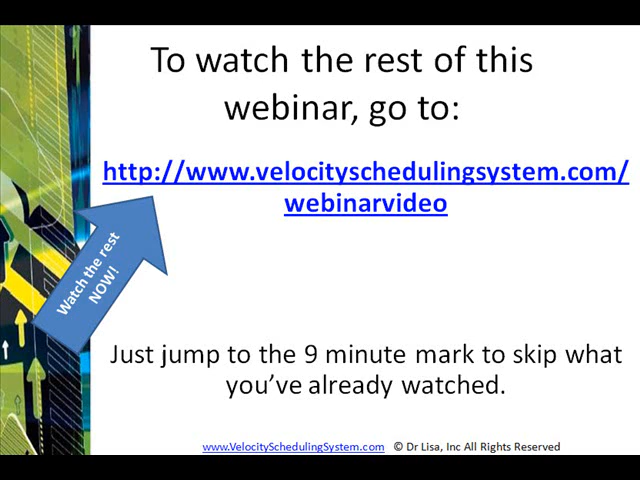 To watch the rest of this
webinar, go to:
http://www.velocityschedulingsystem.com/
webinarvideo
Watch the rest
NOW!
Just jump to the 9 minute mark to skip what
you've already watched.
www.VelocitySchedulingSystem.com © Dr Lisa, Inc All Rights Reserved